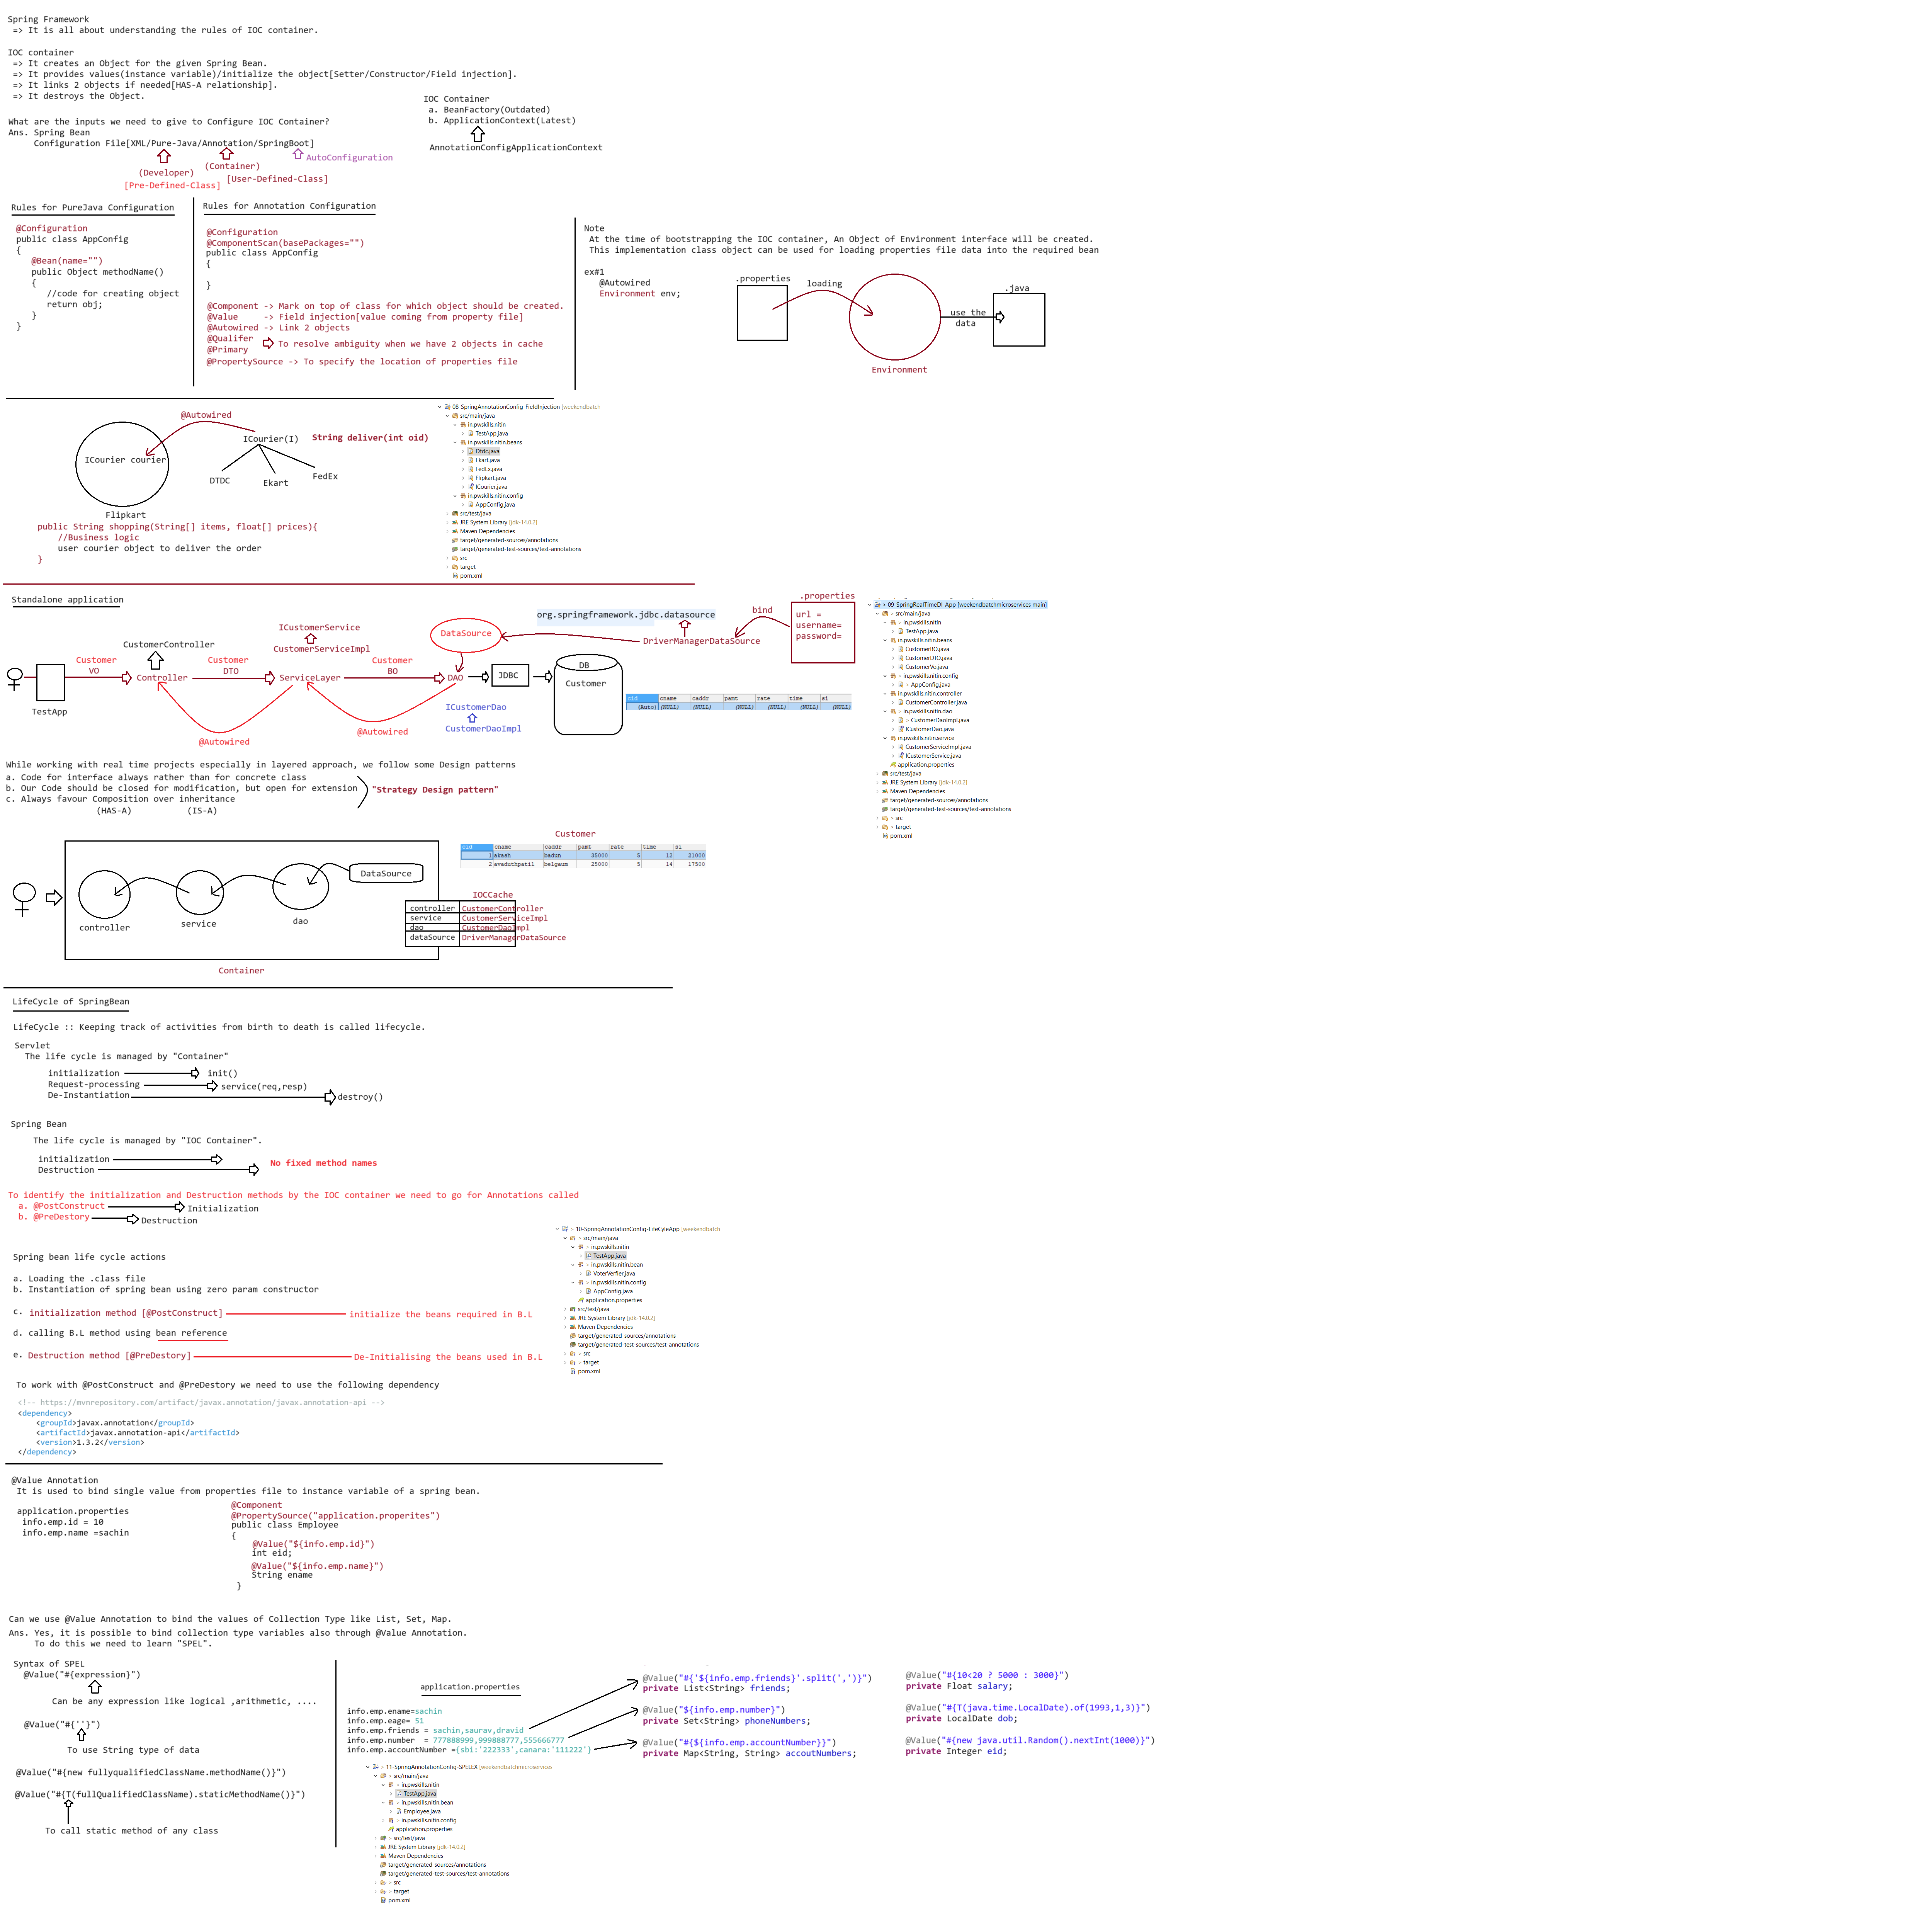 Spring Framework
=> It is all about understanding the rules of IOC container.
IOC container
=> It creates an Object for the given Spring Bean.
=> It provides values(instance variable)/initialize the object[Setter/Constructor/Field injection].
=> It links 2 objects if needed[HAS-A relationship].
=> It destroys the Object.
IOC Container
a. BeanFactory(Outdated)
b. ApplicationContext(Latest)
AnnotationConfigApplicationContext
What are the inputs we need to give to Configure IOC Container?
Ans. Spring Bean
Configuration File[XML/Pure-Java/Annotation/SpringBoot]
AutoConfiguration
(Container)
(Developer)
[User-Defined-Class]
[Pre-Defined-Class]
Rules for PureJava Configuration
@Configuration
public class AppConfig
{
@Bean(name="")
public Object methodName()
{
//code for creating object
return obj;
}
}
Rules for Annotation Configuration
@Configuration
@ComponentScan(basePackages="")
public class AppConfig
{
}
@Component -> Mark on top of class for which object should be created.
@Value -> Field injection[value coming from property file]
@Autowired -> Link 2 objects
@Qualifer
@Primary
To resolve ambiguity when we have 2 objects in cache
@PropertySource -> To specify the location of properties file
Note
At the time of bootstrapping the IOC container, An Object of Environment interface will be created.
This implementation class object can be used for loading properties file data into the required bean
ex#1
@Autowired
Environment env;
.properties
loading
.java
use the
data
Environment
@Autowired
ICourier(I)
String deliver(int oid)
ICourier courier
DTDC
Ekart
FedEx
Flipkart
public String shopping(String[] items, float[] prices){
//Business logic
user courier object to deliver the order
}
08-SpringAnnotationConfig-FieldInjection [weekendbatch
src/main/java
in.pwskills.nitin
TestApp.java
in.pwskills.nitin.beans
Dtdc.java
Ekart.java
FedEx.java
Flipkart.java
ICourier.java
in.pwskills.nitin.config
AppConfig.java
src/test/java
JRE System Library [jdk-14.0.2]
Maven Dependencies
target/generated-sources/annotations
target/generated-test-sources/test-annotations
src
target
pom.xml
Standalone application
CustomerController
ICustomerService
CustomerServiceImpl
DataSource
org.springframework.jdbc.datasource
DriverManagerDataSource
bind
.properties
url =
username=
password=
Customer
VO
Controller
Customer
DTO
ServiceLayer
Customer
BO
DAO
JDBC
DB
Customer
TestApp
@Autowired
@Autowired
ICustomerDao
CustomerDaoImpl
cid cname caddr pamt rate time si
(Auto) (NULL) (NULL) (NULL) (NULL) (NULL) (NULL)
> 09-SpringRealTimeDI-App [weekendbatchmicroservices main]
> src/main/java
> in.pwskills.nitin
TestApp.java
in.pwskills.nitin.beans
CustomerBO.java
CustomerDTO.java
CustomerVo.java
> in.pwskills.nitin.config
> AppConfig.java
in.pwskills.nitin.controller
CustomerController.java
> in.pwskills.nitin.dao
> CustomerDaoImpl.java
ICustomerDao.java
in.pwskills.nitin.service
CustomerServiceImpl.java
ICustomerService.java
application.properties
src/test/java
JRE System Library [jdk-14.0.2]
Maven Dependencies
target/generated-sources/annotations
target/generated-test-sources/test-annotations
> src
> target
pom.xml
While working with real time projects especially in layered approach, we follow some Design patterns
a. Code for interface always rather than for concrete class
b. Our Code should be closed for modification, but open for extension
c. Always favour Composition over inheritance
(HAS-A) (IS-A)
"Strategy Design pattern"
Customer
cid cname caddr pamt rate time si
1 akash badun 35000 5 12 21000
2 avaduthpatil belgaum 25000 5 14 17500
DataSource
controller
service
dao
IOCCache
controller CustomerController
service CustomerServiceImpl
dao CustomerDaoImpl
dataSource DriverManagerDataSource
Container
LifeCycle of SpringBean
LifeCycle :: Keeping track of activities from birth to death is called lifecycle.
Servlet
The life cycle is managed by "Container"
initialization init()
Request-processing service(req,resp)
De-Instantiation destroy()
Spring Bean
The life cycle is managed by "IOC Container".
initialization
Destruction
No fixed method names
To identify the initialization and Destruction methods by the IOC container we need to go for Annotations called
a. @PostConstruct Initialization
b. @PreDestory Destruction
Spring bean life cycle actions
a. Loading the .class file
b. Instantiation of spring bean using zero param constructor
c. initialization method [@PostConstruct] initialize the beans required in B.L
d. calling B.L method using bean reference
e. Destruction method [@PreDestory] De-Initialising the beans used in B.L
> 10-SpringAnnotationConfig-LifeCyleApp [weekendbatch
> src/main/java
> in.pwskills.nitin
TestApp.java
> in.pwskills.nitin.bean
VoterVerfier.java
> in.pwskills.nitin.config
> AppConfig.java
application.properties
src/test/java
JRE System Library [jdk-14.0.2]
Maven Dependencies
target/generated-sources/annotations
target/generated-test-sources/test-annotations
> src
> target
pom.xml
To work with @PostConstruct and @PreDestory we need to use the following dependency
<!-- https://mvnrepository.com/artifact/javax.annotation/javax.annotation-api -->
<dependency>
<groupId>javax.annotation</groupId>
<artifactId>javax.annotation-api</artifactId>
<version>1.3.2</version>
</dependency>
@Value Annotation
It is used to bind single value from properties file to instance variable of a spring bean.
application.properties
info.emp.id = 10
info.emp.name =sachin
@Component
@PropertySource("application.properites")
public class Employee
{
@Value("${info.emp.id}")
int eid;
@Value("${info.emp.name}")
String ename
}
Can we use @Value Annotation to bind the values of Collection Type like List, Set, Map.
Ans. Yes, it is possible to bind collection type variables also through @Value Annotation.
To do this we need to learn "SPEL".
Syntax of SPEL
@Value("#{expression}")
Can be any expression like logical ,arithmetic, ....
@Value("#{''}")
To use String type of data
@Value("#{new fullyqualifiedClassName.methodName()}")
@Value("#{T(fullQualifiedClassName).staticMethodName()}")
To call static method of any class
application.properties
info.emp.ename=sachin
info.emp.eage= 51
info.emp.friends = sachin,saurav,dravid
info.emp.number = 777888999,999888777,555666777
info.emp.accountNumber ={sbi:'222333',canara:'111222'}
@Value("#{'${info.emp.friends}'.split(',')}")
private List<String> friends;
@Value("${info.emp.number}")
private Set<String> phoneNumbers;
@Value("#{${info.emp.accountNumber}}")
private Map<String, String> accoutNumbers;
@Value("#{10<20 ? 5000 : 3000}")
private Float salary;
@Value("#{T(java.time.LocalDate).of(1993,1,3)}")
private LocalDate dob;
@Value("#{new java.util.Random().nextInt(1000)}")
private Integer eid;
> 11-SpringAnnotationConfig-SPELEX [weekendbatchmicroservices
> src/main/java
> in.pwskills.nitin
TestApp.java
> in.pwskills.nitin.bean
> Employee.java
> in.pwskills.nitin.config
application.properties
> src/test/java
JRE System Library [jdk-14.0.2]
Maven Dependencies
target/generated-sources/annotations
target/generated-test-sources/test-annotations
> src
> target
pom.xml